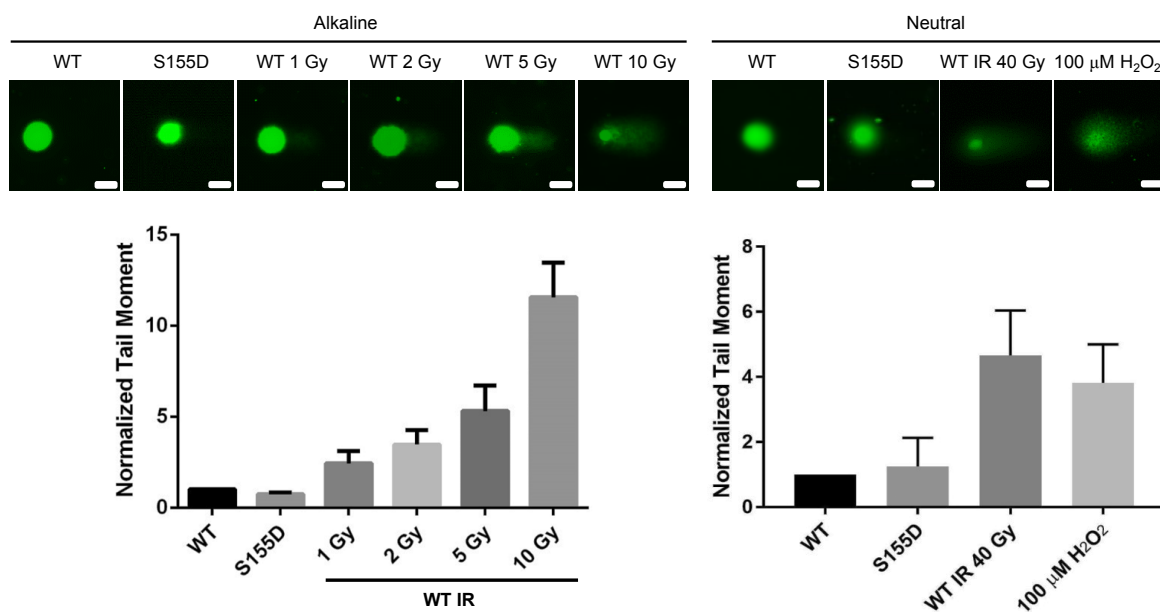 Alkaline
WT S155D WT 1 Gy WT 2 Gy WT 5 Gy WT 10 Gy
Neutral
WT S155D WT IR 40 Gy 100 μM H₂O₂
Normalized Tail Moment
15
10
5
0
WT
S155D
1 Gy
2 Gy
5 Gy
10 Gy
WT IR
Normalized Tail Moment
8
6
4
2
0
WT
S155D
WT IR 40 Gy
100 μM H₂O₂